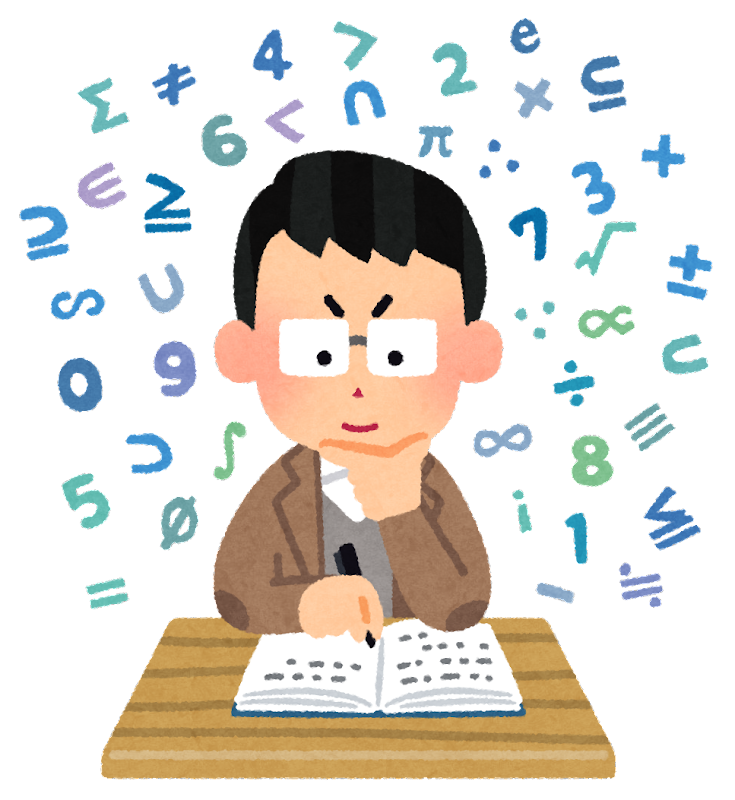 Σ ≠ 4 > 2 e ⊆
6 < ∩ π × ∴ +
∈ ≧ 3
⊇ ∪ 7 √ ±
∽ ∵ ∝ ⊂
0 9 ÷
⊃ ∫ ∞ 8 ≡
5 ∅ i 1 ≦
= − ≒